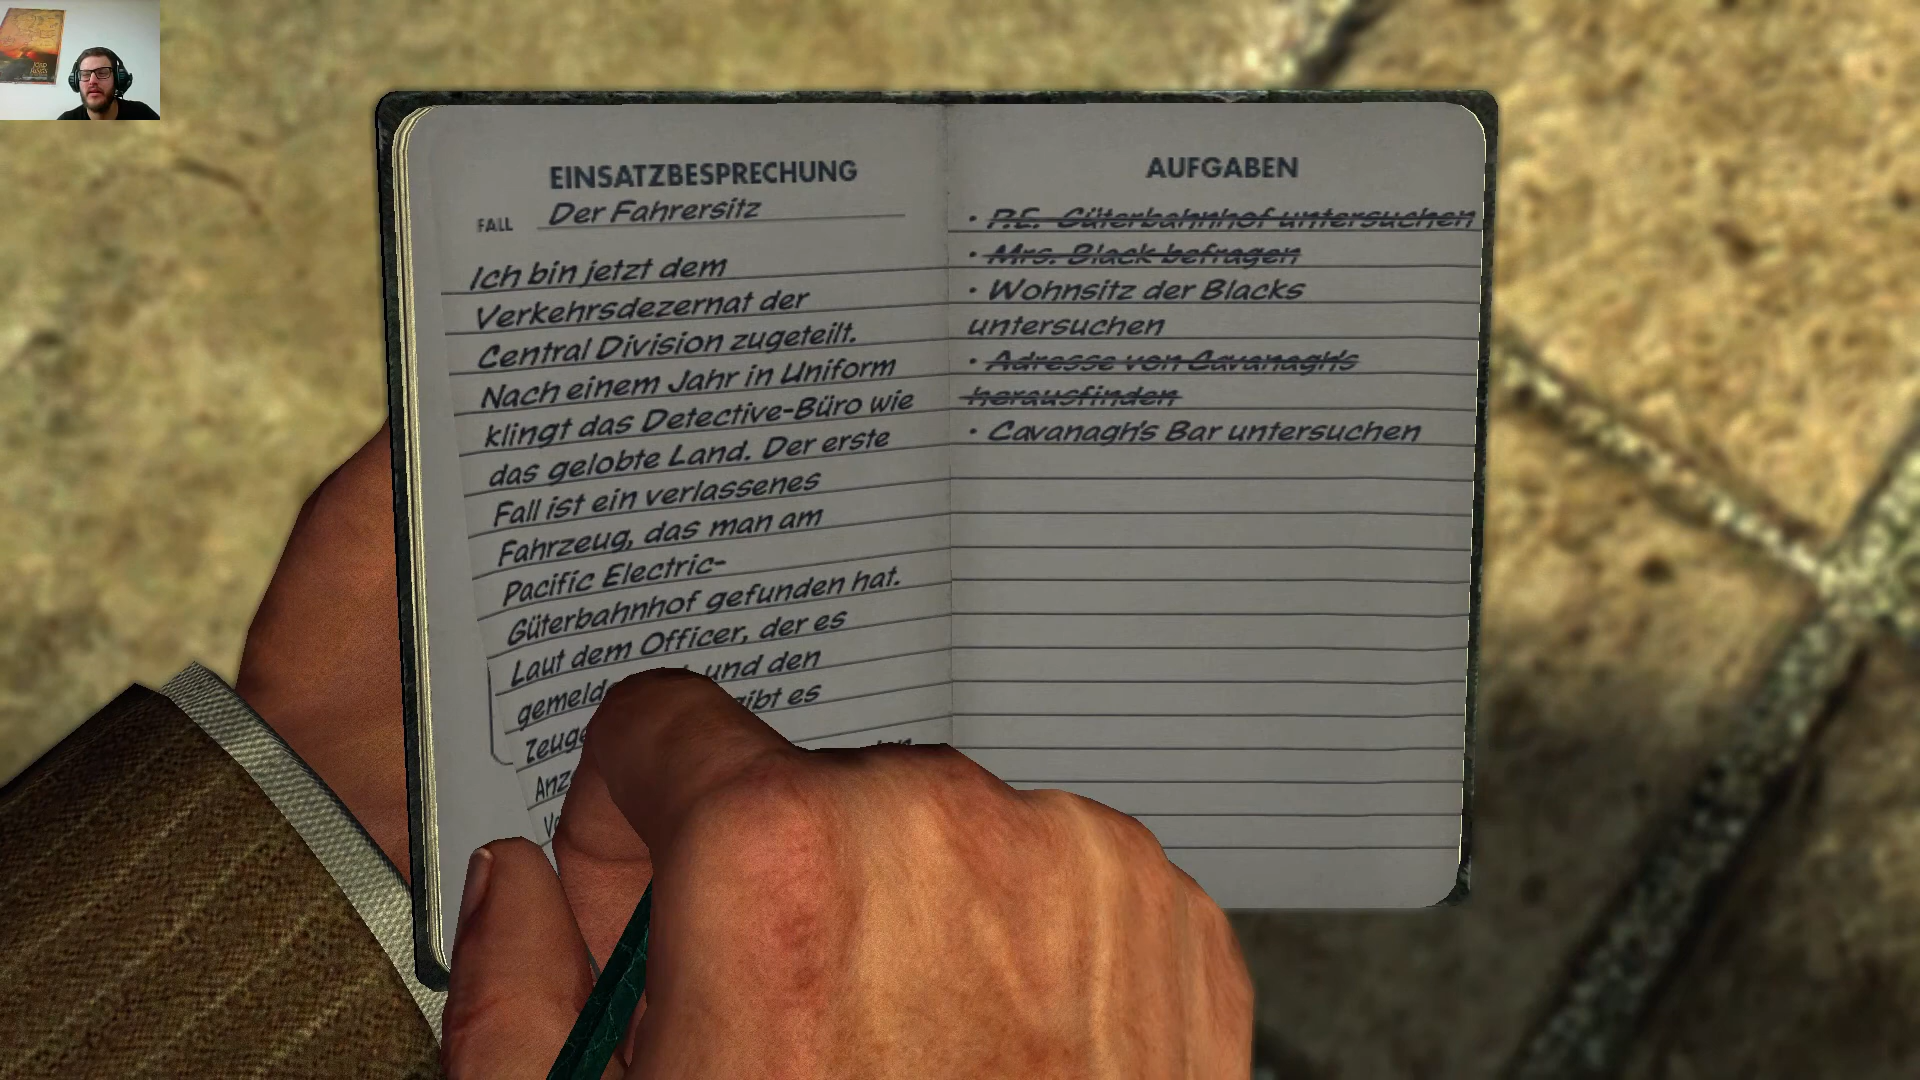 EINSATZBESPRECHUNG
FALL Der Fahrersitz
Ich bin jetzt dem
Verkehrsdezernat der
Central Division zugeteilt.
Nach einem Jahr in Uniform
klingt das Detective-Büro wie
das gelobte Land. Der erste
Fall ist ein verlassenes
Fahrzeug, das man am
Pacific Electric-
Güterbahnhof gefunden hat.
Laut dem Officer, der es
und den
gibt es
AUFGABEN
• P.E. Güterbahnhof untersuchen
• Mrs. Black befragen
• Wohnsitz der Blacks
untersuchen
• Adresse von Cavanagh's
herausfinden
• Cavanagh's Bar untersuchen